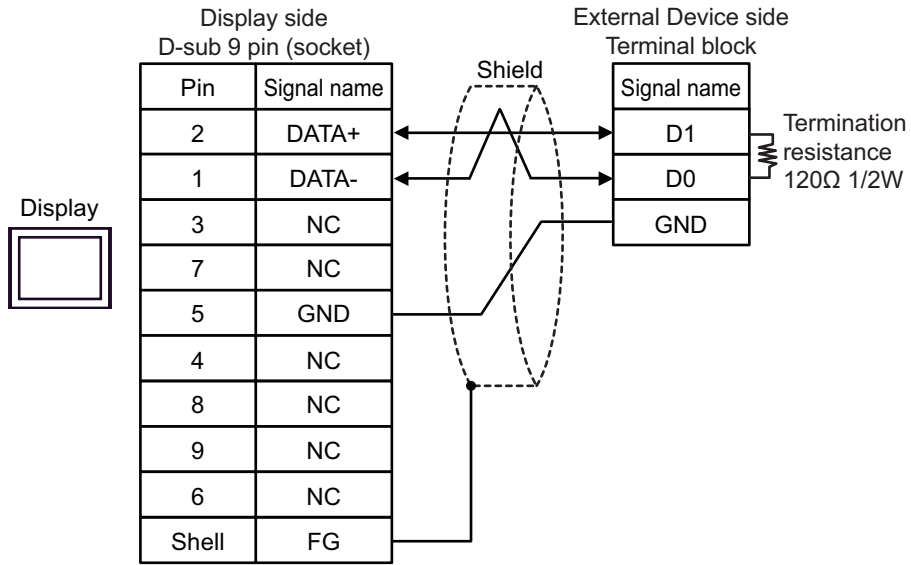 Display side
D-sub 9 pin (socket)
External Device side
Terminal block
Shield
Pin Signal name
2 DATA+
1 DATA-
3 NC
7 NC
5 GND
4 NC
8 NC
9 NC
6 NC
Shell FG
Signal name
D1
D0
GND
Termination
resistance
120Ω 1/2W
Display